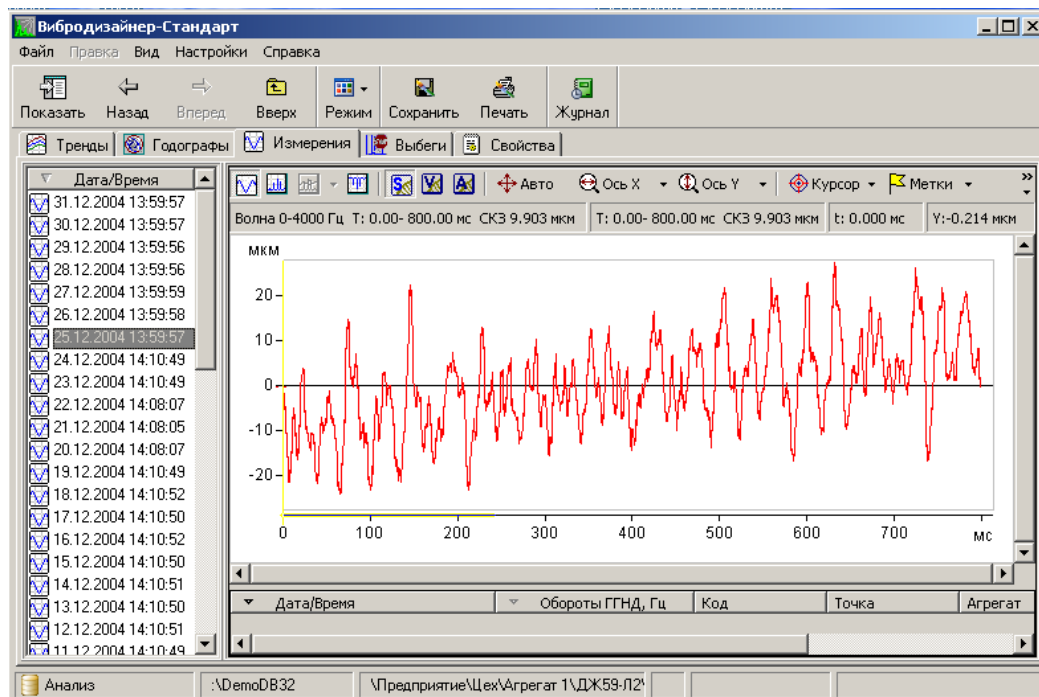 Вибродизайнер-Стандарт
Файл Правка Вид Настройки Справка
Показать Назад Вперед Вверх Режим Сохранить Печать Журнал
Тренды Годографы Измерения Выбеги Свойства
Дата/Время
31.12.2004 13:59:57
30.12.2004 13:59:57
29.12.2004 13:59:56
28.12.2004 13:59:56
27.12.2004 13:59:59
26.12.2004 13:59:58
25.12.2004 13:59:57
24.12.2004 14:10:49
23.12.2004 14:10:49
22.12.2004 14:08:07
21.12.2004 14:08:05
20.12.2004 14:08:07
19.12.2004 14:10:49
18.12.2004 14:10:52
17.12.2004 14:10:50
16.12.2004 14:10:52
15.12.2004 14:10:50
14.12.2004 14:10:51
13.12.2004 14:10:50
12.12.2004 14:10:51
11.12.2004 14:10:49
S V A Авто Ось X Ось Y Курсор Метки »
Волна 0-4000 Гц T: 0.00- 800.00 мс СКЗ 9.903 мкм T: 0.00- 800.00 мс СКЗ 9.903 мкм t: 0.000 мс Y:-0.214 мкм
мкм
20
10
0
-10
-20
0 100 200 300 400 500 600 700 мс
Дата/Время Обороты ГГНД, Гц Код Точка Агрегат
Анализ :\DemoDB32 \Предприятие\Цех\Агрегат 1\ДЖ59-Л2\